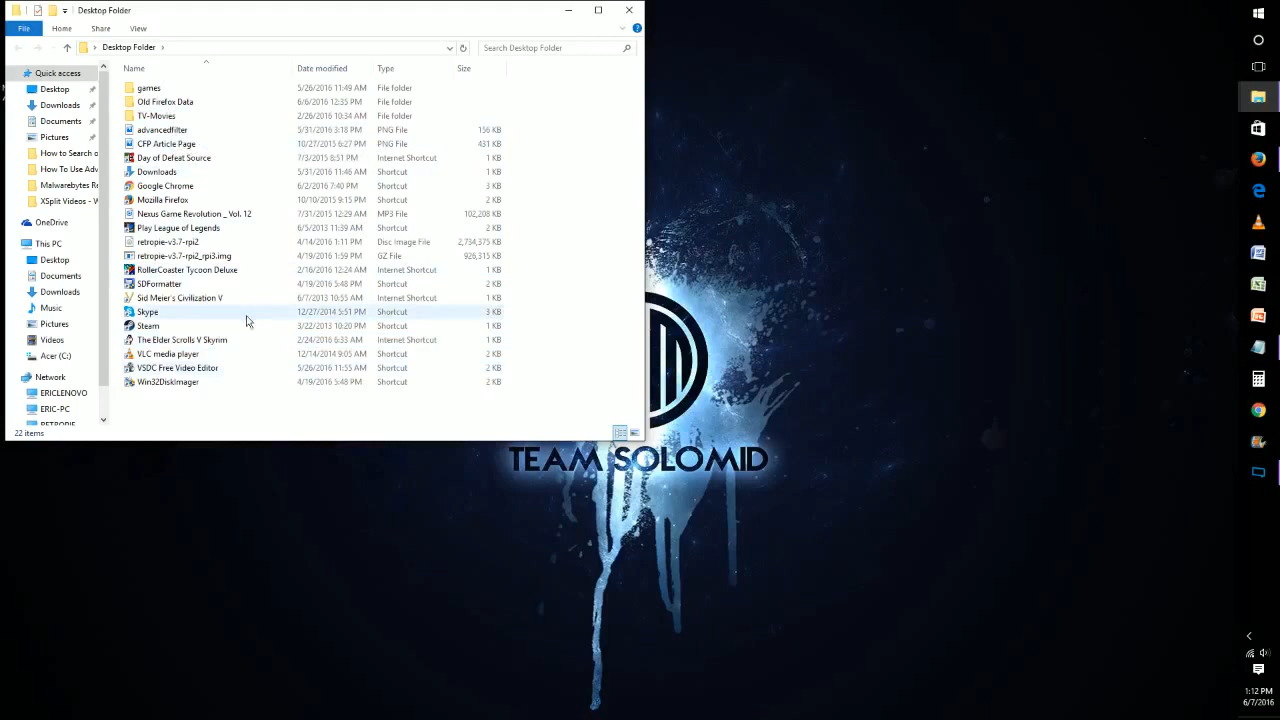 Desktop Folder
File Home Share View
Desktop Folder
Search Desktop Folder
Name Date modified Type Size
Quick access
Desktop
Downloads
Documents
Pictures
How to Search o
How To Use Adv
Malwarebytes Re
XSplit Videos - W
OneDrive
This PC
Desktop
Documents
Downloads
Music
Pictures
Videos
Acer (C:)
Network
ERICLENOVO
ERIC-PC
RETROPIE
games 5/26/2016 11:49 AM File folder
Old Firefox Data 6/6/2016 12:35 PM File folder
TV-Movies 2/26/2016 10:34 AM File folder
advancedfilter 5/31/2016 3:18 PM PNG File 156 KB
CFP Article Page 10/27/2015 6:27 PM PNG File 431 KB
Day of Defeat Source 7/3/2015 8:51 PM Internet Shortcut 1 KB
Downloads 5/31/2016 11:46 AM Shortcut 1 KB
Google Chrome 6/2/2016 7:40 PM Shortcut 3 KB
Mozilla Firefox 10/10/2015 9:15 PM Shortcut 2 KB
Nexus Game Revolution _ Vol. 12 7/31/2015 12:29 AM MP3 File 102,208 KB
Play League of Legends 6/5/2013 11:39 AM Shortcut 2 KB
retropie-v3.7-rpi2 4/14/2016 1:11 PM Disc Image File 2,734,375 KB
retropie-v3.7-rpi2_rpi3.img 4/19/2016 1:59 PM GZ File 926,315 KB
RollerCoaster Tycoon Deluxe 2/16/2016 12:24 AM Internet Shortcut 1 KB
SDFormatter 4/19/2016 5:48 PM Shortcut 2 KB
Sid Meier's Civilization V 6/7/2013 10:55 AM Internet Shortcut 1 KB
Skype 12/27/2014 5:51 PM Shortcut 3 KB
Steam 3/22/2013 10:20 PM Shortcut 1 KB
The Elder Scrolls V Skyrim 2/24/2016 6:33 AM Internet Shortcut 1 KB
VLC media player 12/14/2014 9:05 AM Shortcut 2 KB
VSDC Free Video Editor 5/26/2016 11:55 AM Shortcut 2 KB
Win32DiskImager 4/19/2016 5:48 PM Shortcut 2 KB
22 items
TEAM SOLOMID
1:12 PM
6/7/2016